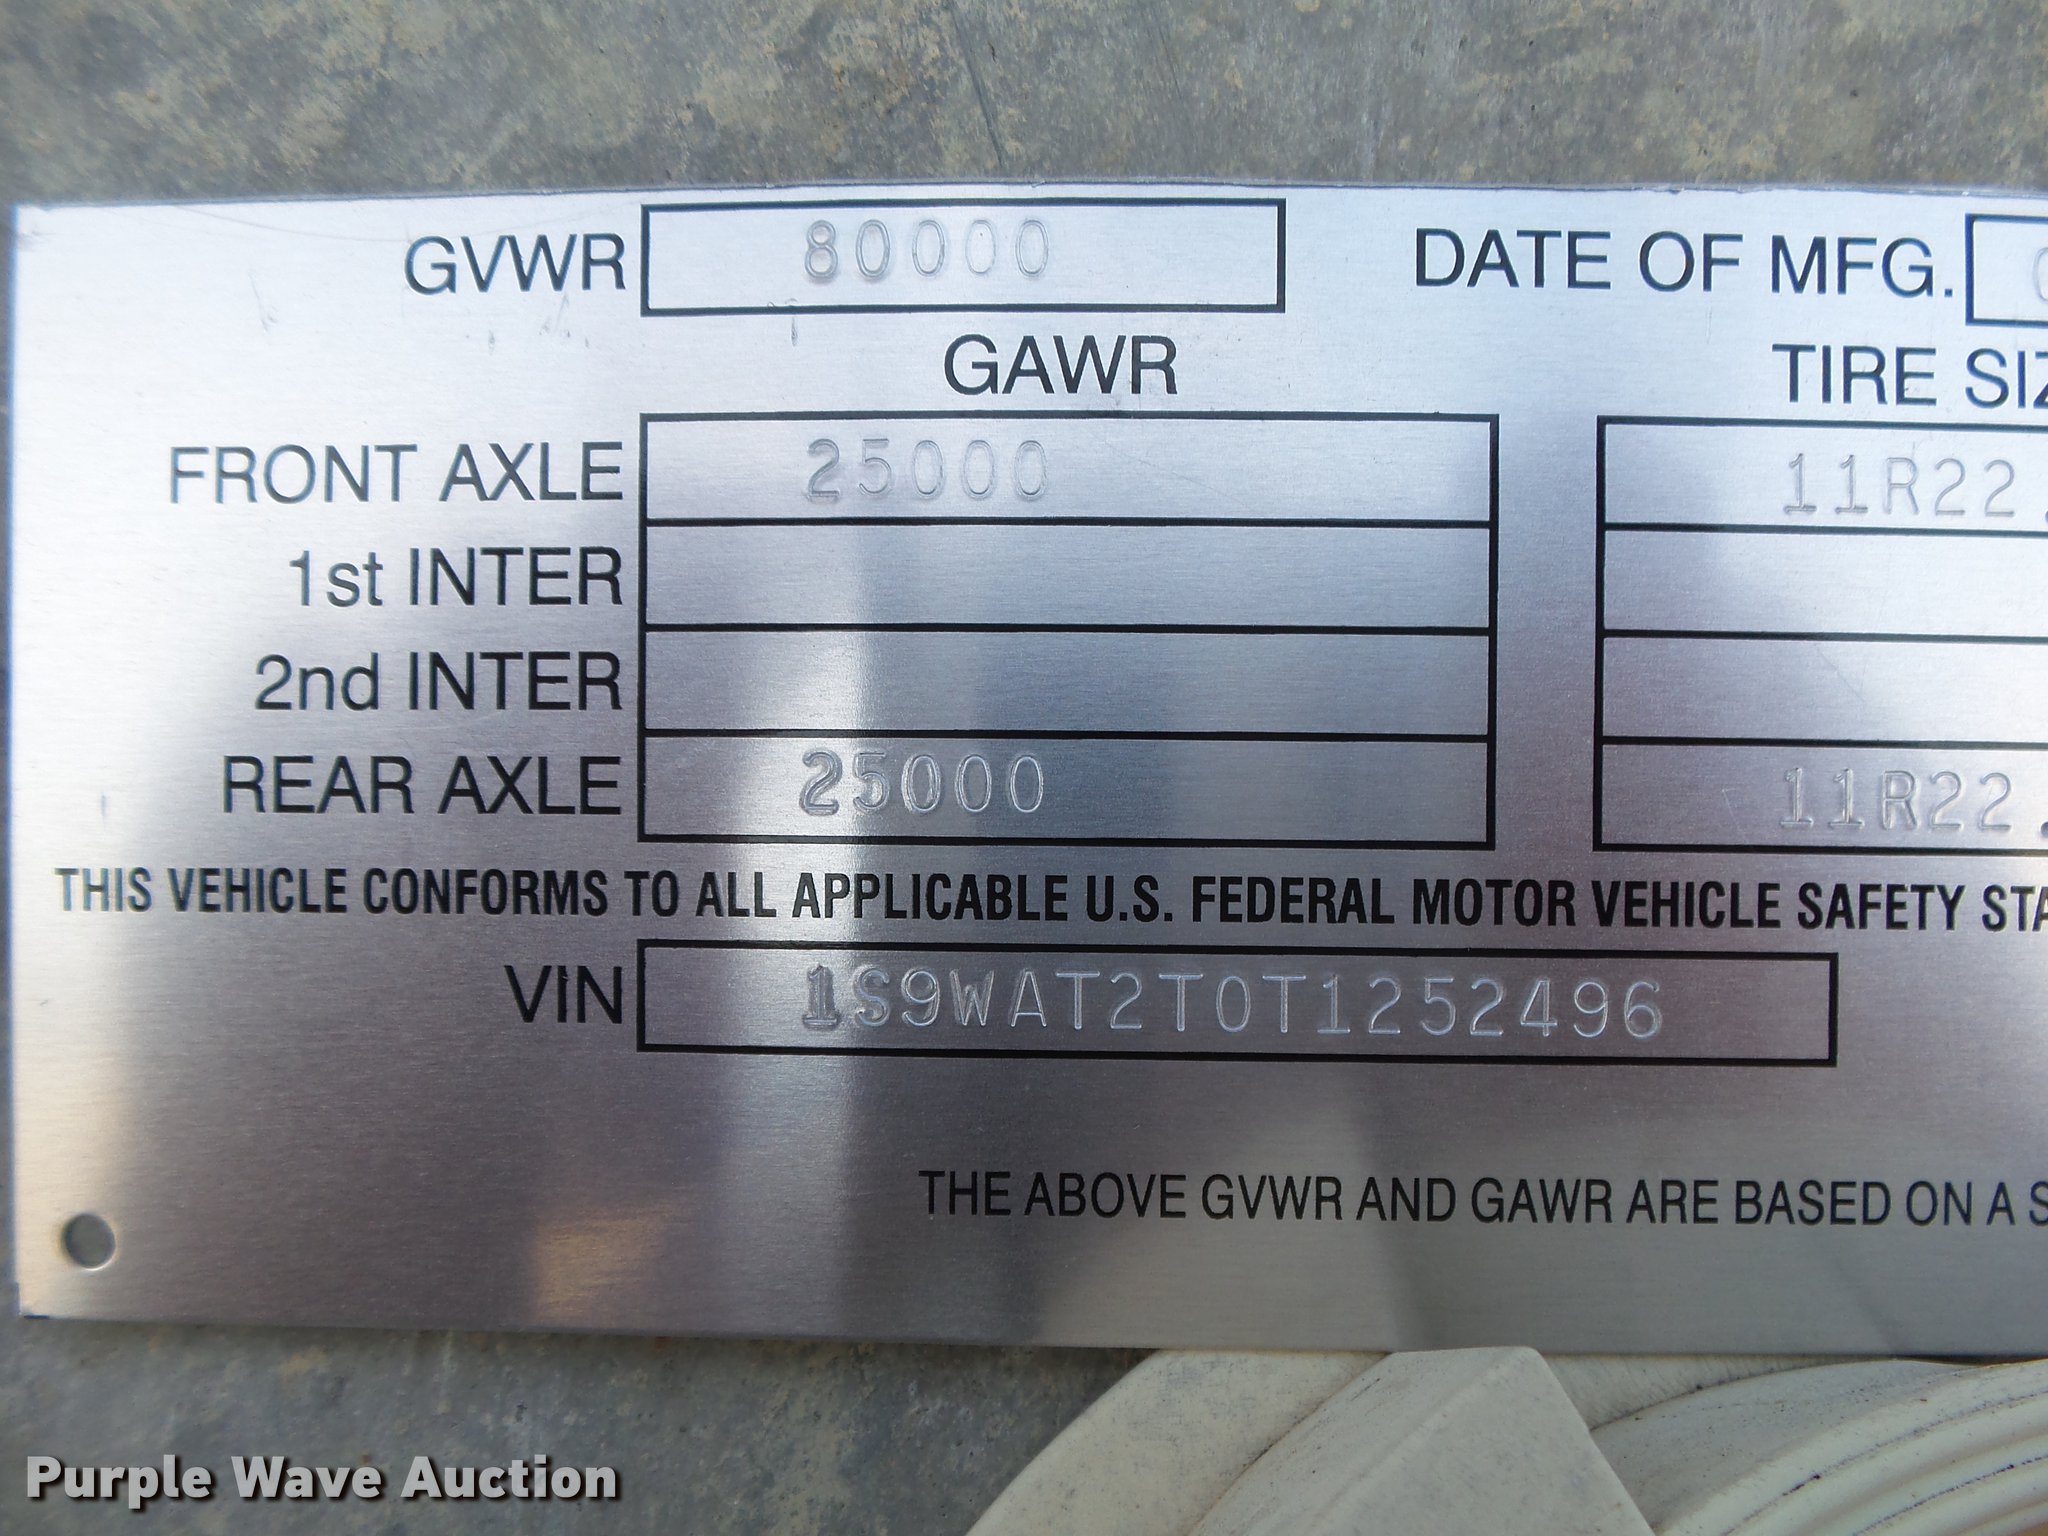 GVWR 80000 DATE OF MFG.
GAWR TIRE
FRONT AXLE 25000 11R22.
1st INTER
2nd INTER
REAR AXLE 25000 11R22.
THIS VEHICLE CONFORMS TO ALL APPLICABLE U.S. FEDERAL MOTOR VEHICLE SAFETY
VIN 1S9WAT2T0T1252496
THE ABOVE GVWR AND GAWR ARE BASED ON A
Purple Wave Auction